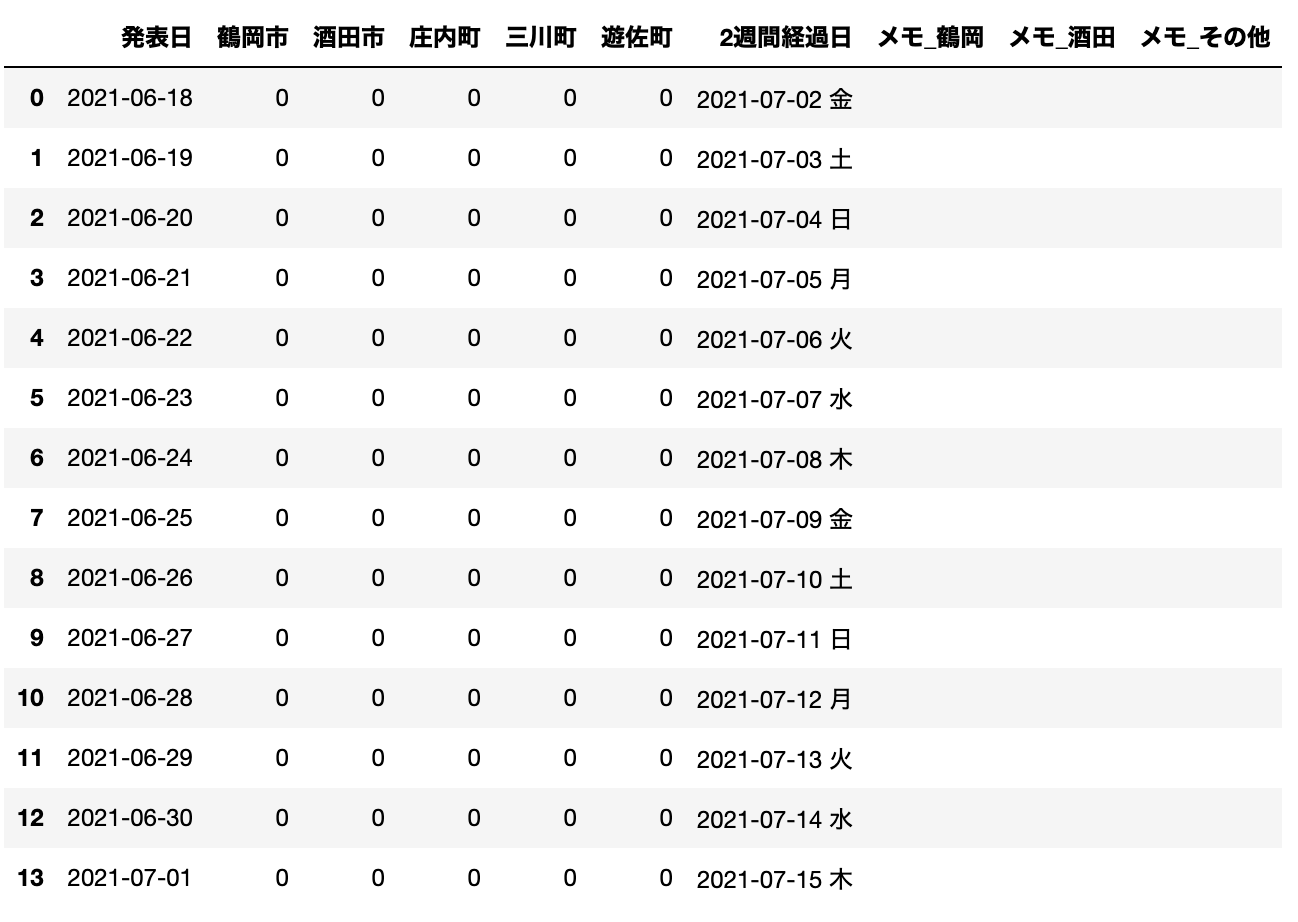 発表日 鶴岡市 酒田市 庄内町 三川町 遊佐町 2週間経過日 メモ_鶴岡 メモ_酒田 メモ_その他
0 2021-06-18 0 0 0 0 0 2021-07-02 金
1 2021-06-19 0 0 0 0 0 2021-07-03 土
2 2021-06-20 0 0 0 0 0 2021-07-04 日
3 2021-06-21 0 0 0 0 0 2021-07-05 月
4 2021-06-22 0 0 0 0 0 2021-07-06 火
5 2021-06-23 0 0 0 0 0 2021-07-07 水
6 2021-06-24 0 0 0 0 0 2021-07-08 木
7 2021-06-25 0 0 0 0 0 2021-07-09 金
8 2021-06-26 0 0 0 0 0 2021-07-10 土
9 2021-06-27 0 0 0 0 0 2021-07-11 日
10 2021-06-28 0 0 0 0 0 2021-07-12 月
11 2021-06-29 0 0 0 0 0 2021-07-13 火
12 2021-06-30 0 0 0 0 0 2021-07-14 水
13 2021-07-01 0 0 0 0 0 2021-07-15 木